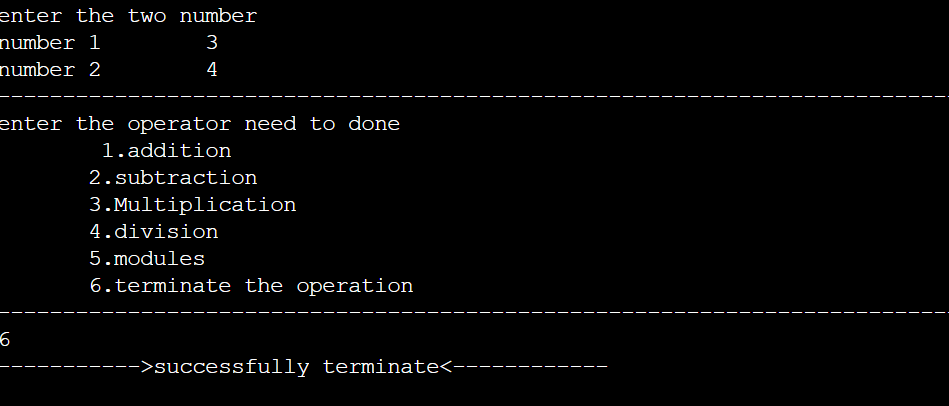 enter the two number
number 1        3
number 2        4
--------------------------------------------------------------------------
enter the operator need to done
        1.addition
       2.subtraction
       3.Multiplication
       4.division
       5.modules
       6.terminate the operation
--------------------------------------------------------------------------
6
----------->successfully terminate<------------